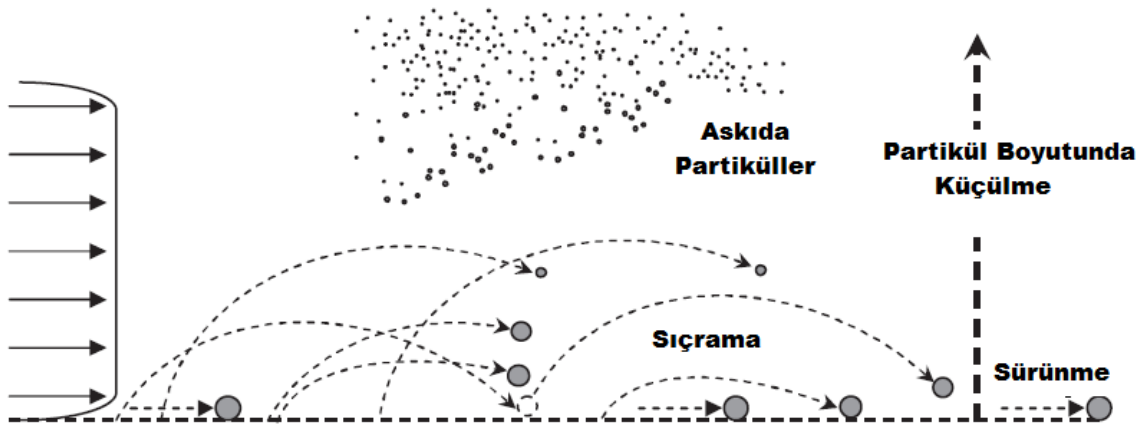 Askıda
Partiküller
Partikül Boyutunda
Küçülme
Sıçrama
Sürünme